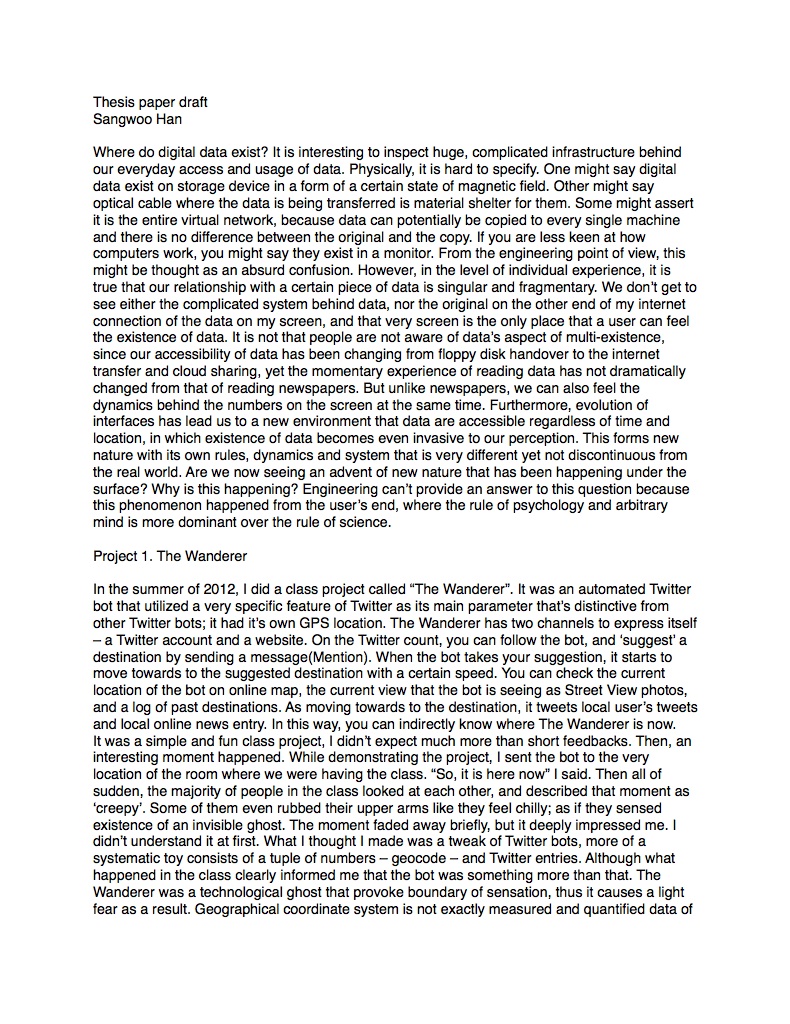 Thesis paper draft
Sangwoo Han
Where do digital data exist? It is interesting to inspect huge, complicated infrastructure behind
our everyday access and usage of data. Physically, it is hard to specify. One might say digital
data exist on storage device in a form of a certain state of magnetic field. Other might say
optical cable where the data is being transferred is material shelter for them. Some might assert
it is the entire virtual network, because data can potentially be copied to every single machine
and there is no difference between the original and the copy. If you are less keen at how
computers work, you might say they exist in a monitor. From the engineering point of view, this
might be thought as an absurd confusion. However, in the level of individual experience, it is
true that our relationship with a certain piece of data is singular and fragmentary. We don't get to
see either the complicated system behind data, nor the original on the other end of my internet
connection of the data on my screen, and that very screen is the only place that a user can feel
the existence of data. It is not that people are not aware of data's aspect of multi-existence,
since our accessibility of data has been changing from floppy disk handover to the internet
transfer and cloud sharing, yet the momentary experience of reading data has not dramatically
changed from that of reading newspapers. But unlike newspapers, we can also feel the
dynamics behind the numbers on the screen at the same time. Furthermore, evolution of
interfaces has lead us to a new environment that data are accessible regardless of time and
location, in which existence of data becomes even invasive to our perception. This forms new
nature with its own rules, dynamics and system that is very different yet not discontinuous from
the real world. Are we now seeing an advent of new nature that has been happening under the
surface? Why is this happening? Engineering can't provide an answer to this question because
this phenomenon happened from the user's end, where the rule of psychology and arbitrary
mind is more dominant over the rule of science.
Project 1. The Wanderer
In the summer of 2012, I did a class project called “The Wanderer”. It was an automated Twitter
bot that utilized a very specific feature of Twitter as its main parameter that's distinctive from
other Twitter bots; it had it's own GPS location. The Wanderer has two channels to express itself
– a Twitter account and a website. On the Twitter count, you can follow the bot, and ‘suggest' a
destination by sending a message(Mention). When the bot takes your suggestion, it starts to
move towards to the suggested destination with a certain speed. You can check the current
location of the bot on online map, the current view that the bot is seeing as Street View photos,
and a log of past destinations. As moving towards to the destination, it tweets local user's tweets
and local online news entry. In this way, you can indirectly know where The Wanderer is now.
It was a simple and fun class project, I didn't expect much more than short feedbacks. Then, an
interesting moment happened. While demonstrating the project, I sent the bot to the very
location of the room where we were having the class. “So, it is here now” I said. Then all of
sudden, the majority of people in the class looked at each other, and described that moment as
‘creepy’. Some of them even rubbed their upper arms like they feel chilly; as if they sensed
existence of an invisible ghost. The moment faded away briefly, but it deeply impressed me. I
didn't understand it at first. What I thought I made was a tweak of Twitter bots, more of a
systematic toy consists of a tuple of numbers – geocode – and Twitter entries. Although what
happened in the class clearly informed me that the bot was something more than that. The
Wanderer was a technological ghost that provoke boundary of sensation, thus it causes a light
fear as a result. Geographical coordinate system is not exactly measured and quantified data of